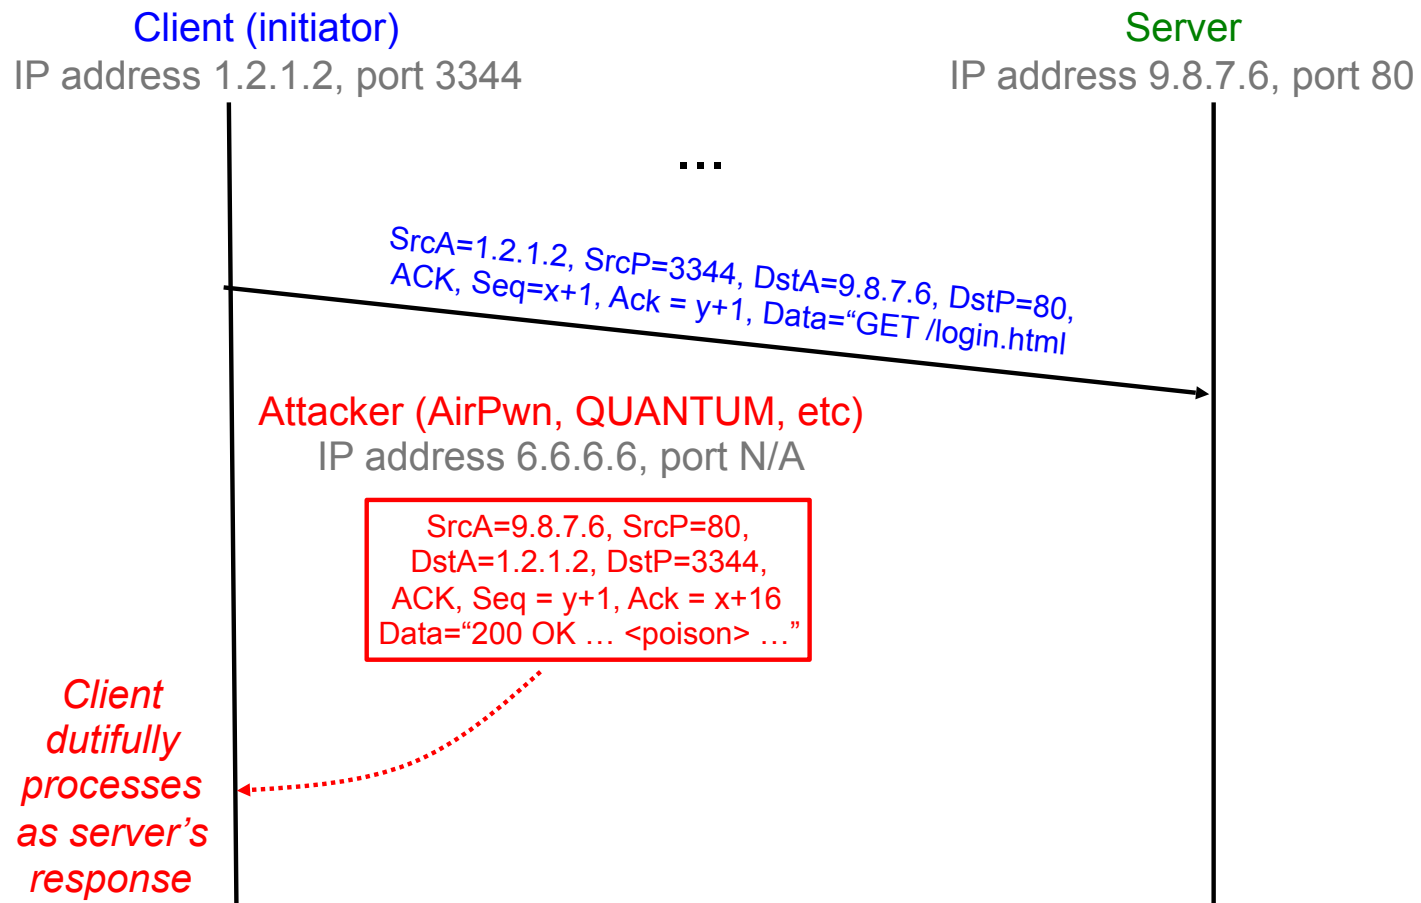 Client (initiator)
IP address 1.2.1.2, port 3344
Server
IP address 9.8.7.6, port 80
...
SrcA=1.2.1.2, SrcP=3344, DstA=9.8.7.6, DstP=80,
ACK, Seq=x+1, Ack = y+1, Data=“GET /login.html
Attacker (AirPwn, QUANTUM, etc)
IP address 6.6.6.6, port N/A
SrcA=9.8.7.6, SrcP=80,
DstA=1.2.1.2, DstP=3344,
ACK, Seq = y+1, Ack = x+16
Data=“200 OK … <poison> …”
Client
dutifully
processes
as server’s
response